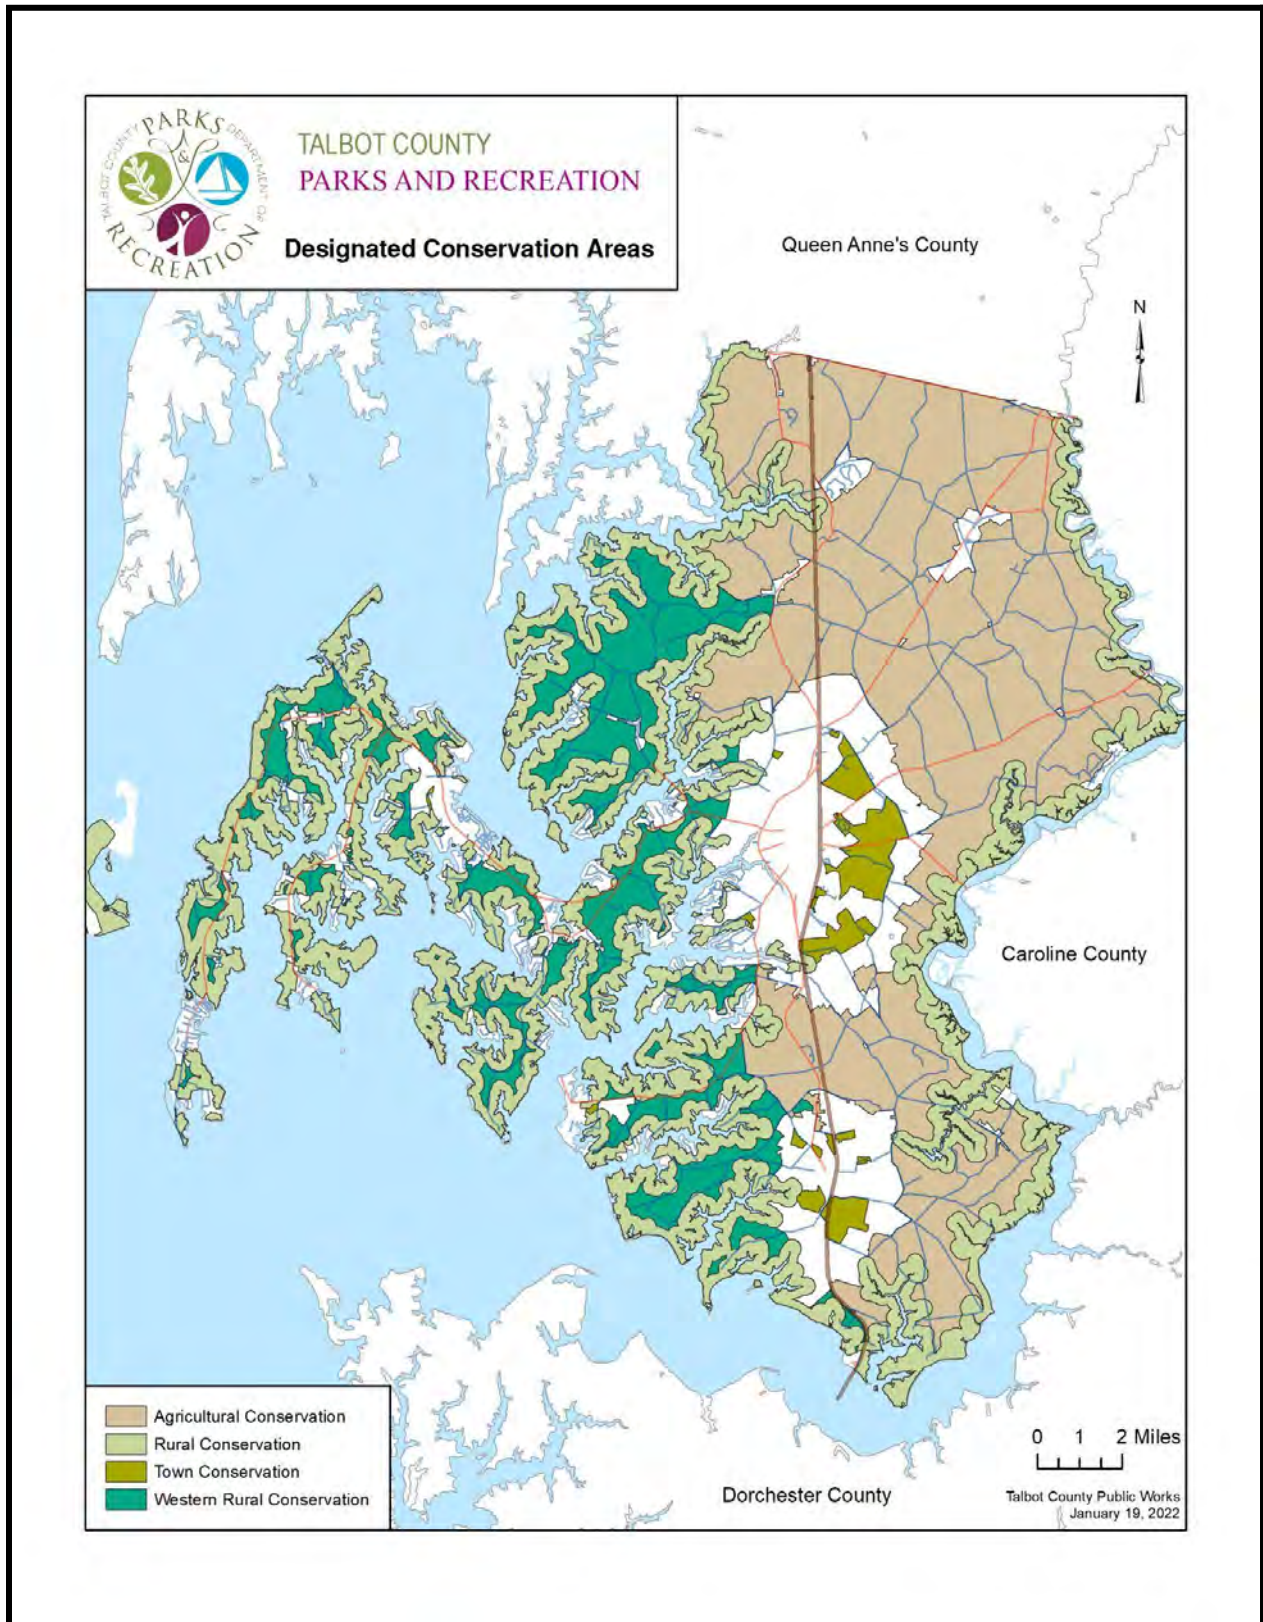 TALBOT COUNTY PARKS & RECREATION DEPARTMENT OF
TALBOT COUNTY
PARKS AND RECREATION
Designated Conservation Areas
Queen Anne's County
N
Caroline County
Agricultural Conservation
Rural Conservation
Town Conservation
Western Rural Conservation
Dorchester County
0 1 2 Miles
Talbot County Public Works
January 19, 2022